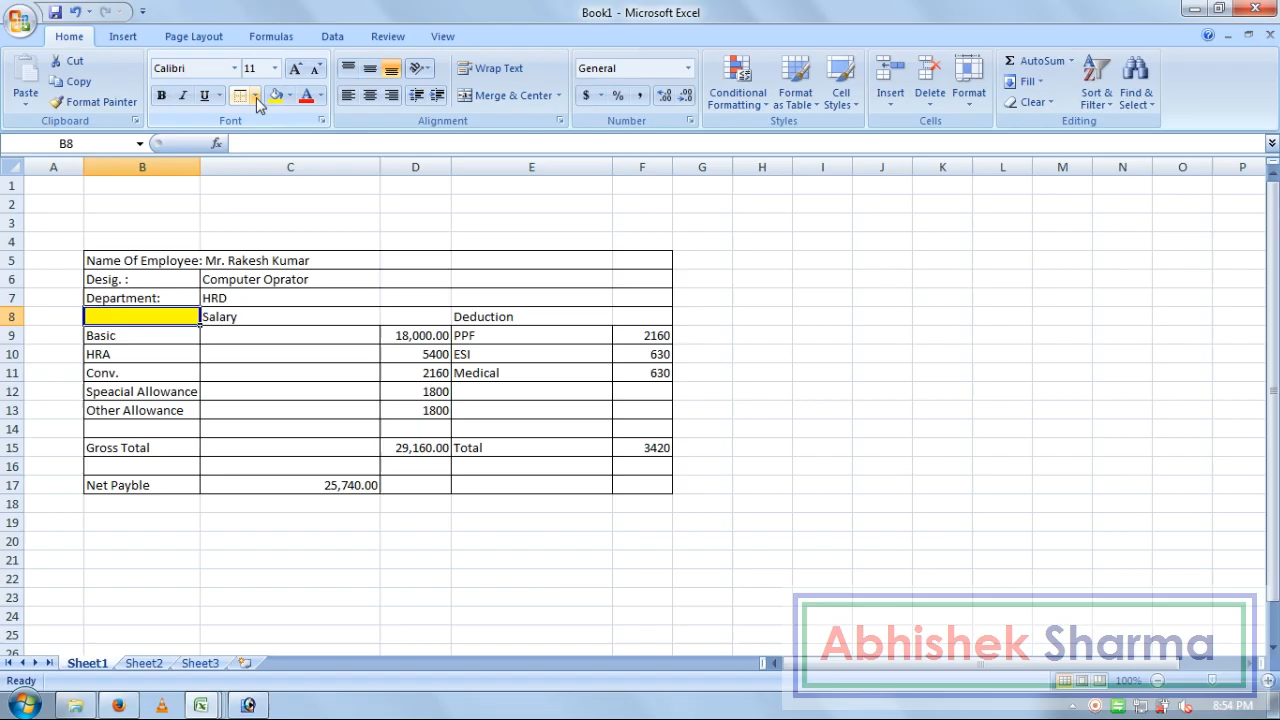 Book1 - Microsoft Excel
Home Insert Page Layout Formulas Data Review View
Paste Cut Copy Format Painter Clipboard
Calibri 11 B I U Font
Wrap Text Merge & Center Alignment
General $ % , Number
Conditional Formatting Format as Table Cell Styles Styles
Insert Delete Format Cells
AutoSum Fill Clear Sort & Filter Find & Select Editing
B8 fx
A B C D E F G H I J K L M N O P
1
2
3
4
5 Name Of Employee: Mr. Rakesh Kumar
6 Desig. : Computer Oprator
7 Department: HRD
8 Salary Deduction
9 Basic 18,000.00 PPF 2160
10 HRA 5400 ESI 630
11 Conv. 2160 Medical 630
12 Speacial Allowance 1800
13 Other Allowance 1800
14
15 Gross Total 29,160.00 Total 3420
16
17 Net Payble 25,740.00
18
19
20
21
22
23
24
25
26
Abhishek Sharma
Sheet1 Sheet2 Sheet3
Ready 100%
8:54 PM